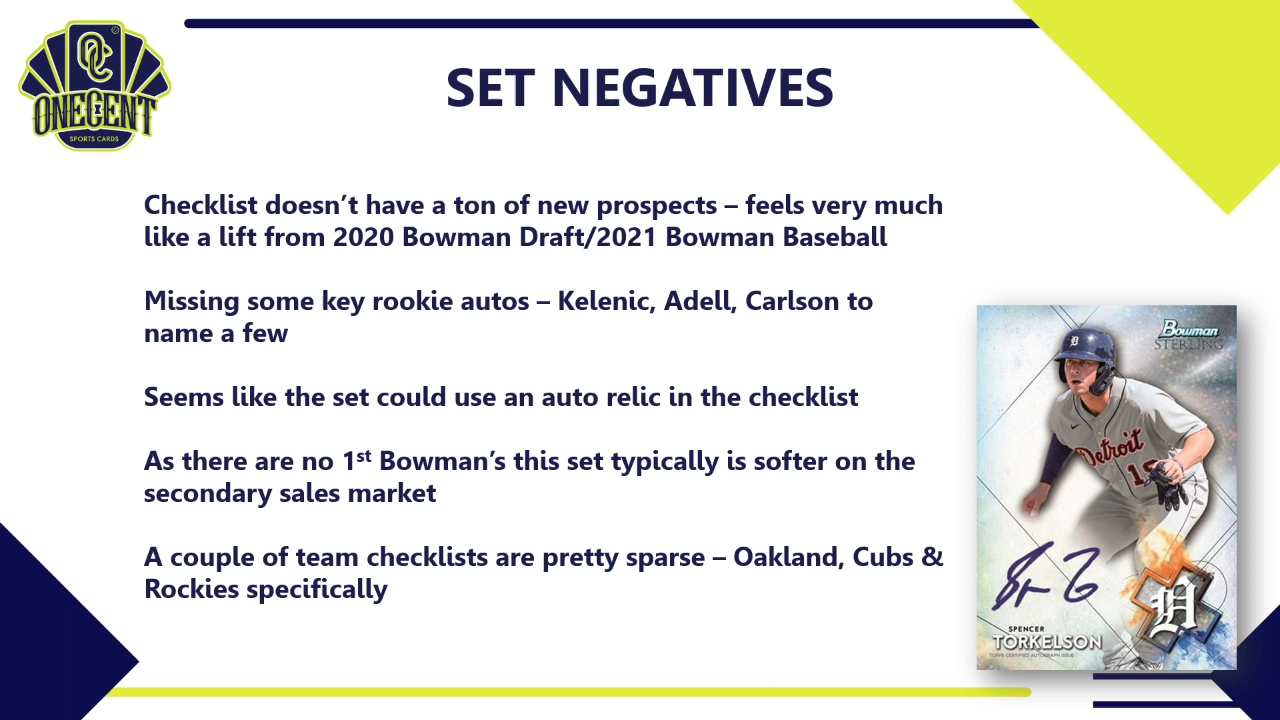 OC
ONECENT
SPORTS CARDS
SET NEGATIVES
Checklist doesn’t have a ton of new prospects – feels very much
like a lift from 2020 Bowman Draft/2021 Bowman Baseball
Missing some key rookie autos – Kelenic, Adell, Carlson to
name a few
Seems like the set could use an auto relic in the checklist
As there are no 1st Bowman’s this set typically is softer on the
secondary sales market
A couple of team checklists are pretty sparse – Oakland, Cubs &
Rockies specifically
Bowman
STERLING
D
Detroit
D
SPENCER
TORKELSON
TOPPS CERTIFIED AUTOGRAPH ISSUE